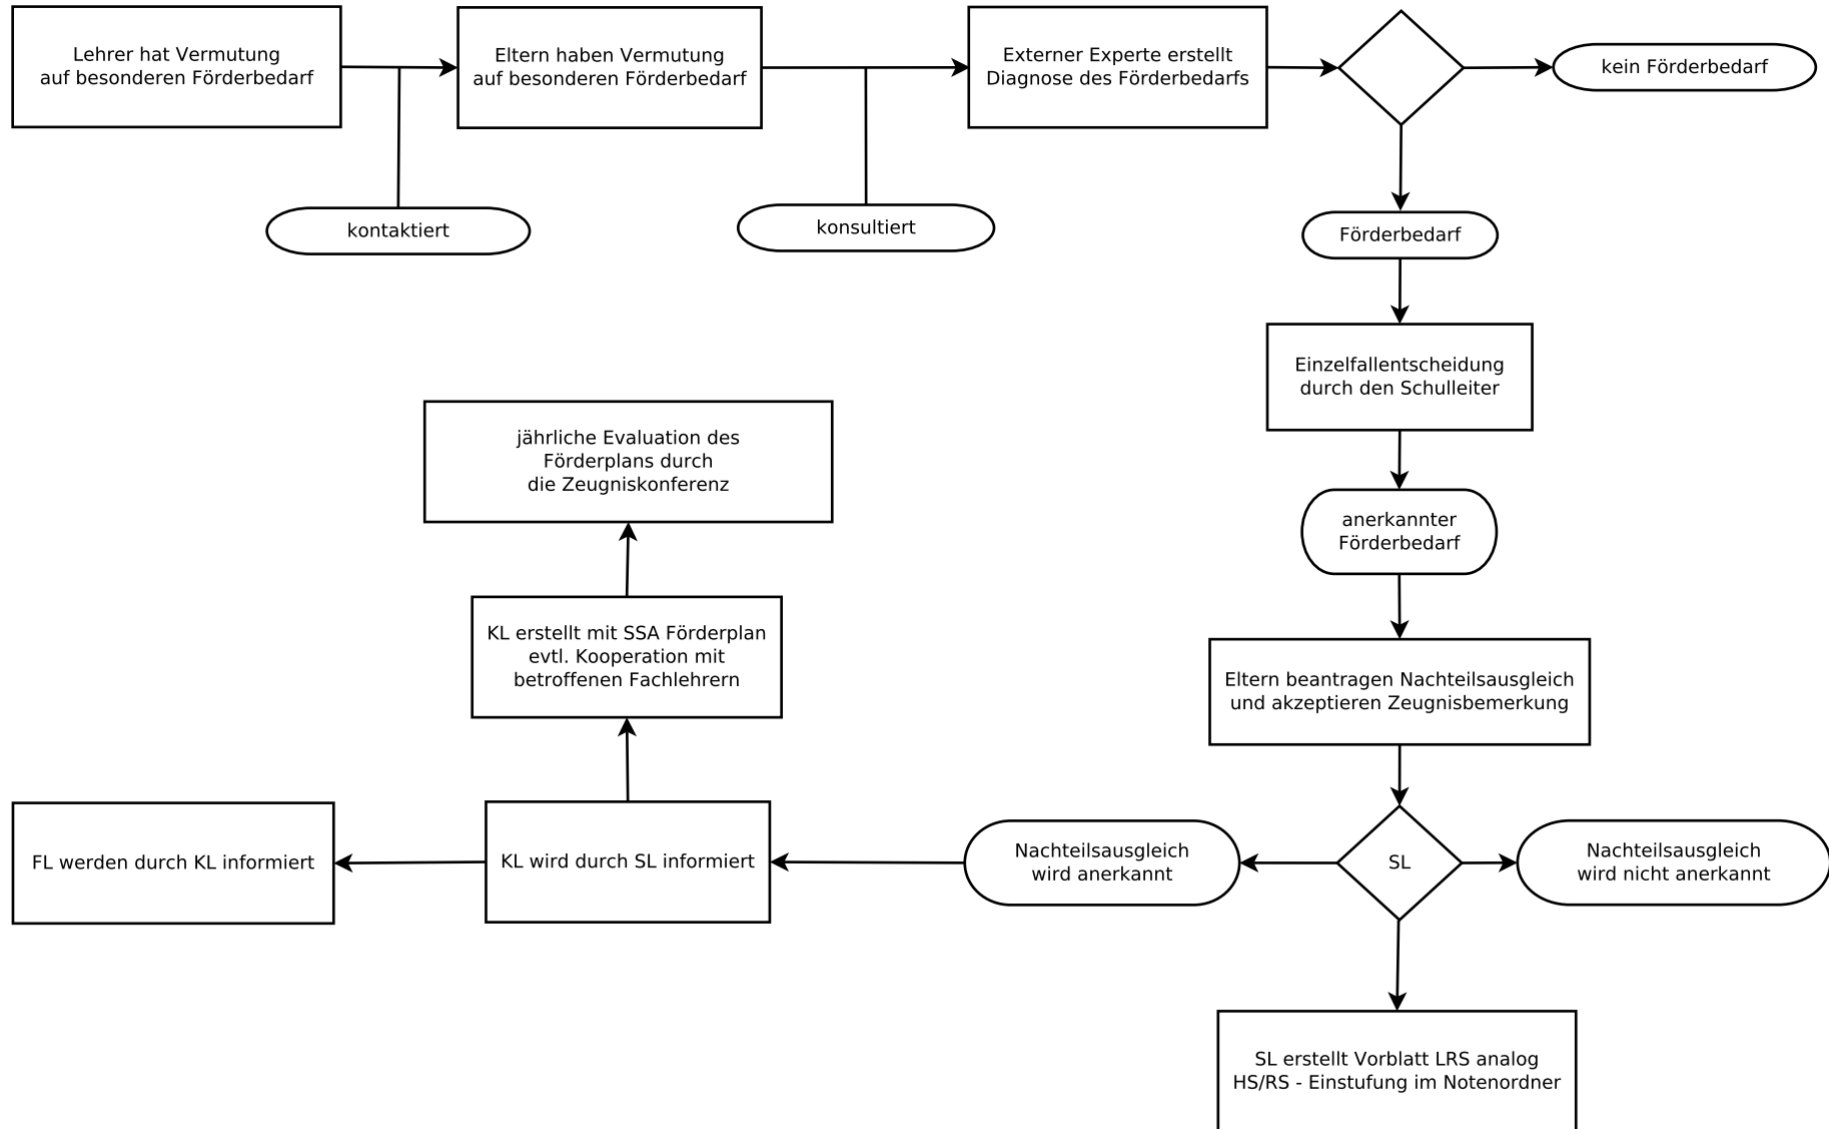 Lehrer hat Vermutung
auf besonderen Förderbedarf
Eltern haben Vermutung
auf besonderen Förderbedarf
Externer Experte erstellt
Diagnose des Förderbedarfs
kein Förderbedarf
kontaktiert
konsultiert
Förderbedarf
Einzelfallentscheidung
durch den Schulleiter
anerkannter
Förderbedarf
Eltern beantragen Nachteilsausgleich
und akzeptieren Zeugnisbemerkung
SL
Nachteilsausgleich
wird nicht anerkannt
Nachteilsausgleich
wird anerkannt
KL wird durch SL informiert
FL werden durch KL informiert
KL erstellt mit SSA Förderplan
evtl. Kooperation mit
betroffenen Fachlehrern
jährliche Evaluation des
Förderplans durch
die Zeugniskonferenz
SL erstellt Vorblatt LRS analog
HS/RS - Einstufung im Notenordner